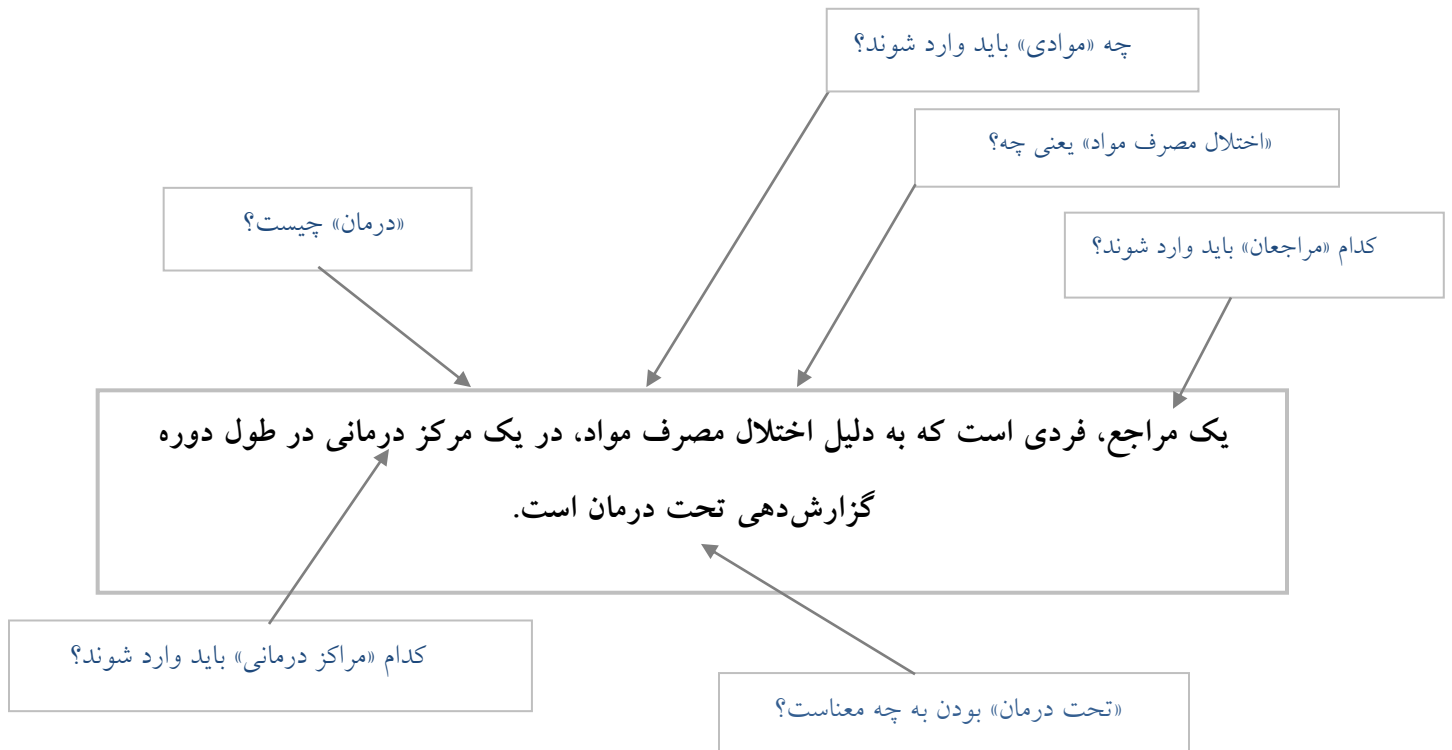 چه «موادی» باید وارد شوند؟
«اختلال مصرف مواد» یعنی چه؟
«درمان» چیست؟
کدام «مراجعان» باید وارد شوند؟
یک مراجع، فردی است که به دلیل اختلال مصرف مواد، در یک مرکز درمانی در طول دوره
گزارش‌دهی تحت درمان است.
کدام «مراکز درمانی» باید وارد شوند؟
«تحت درمان» بودن به چه معناست؟